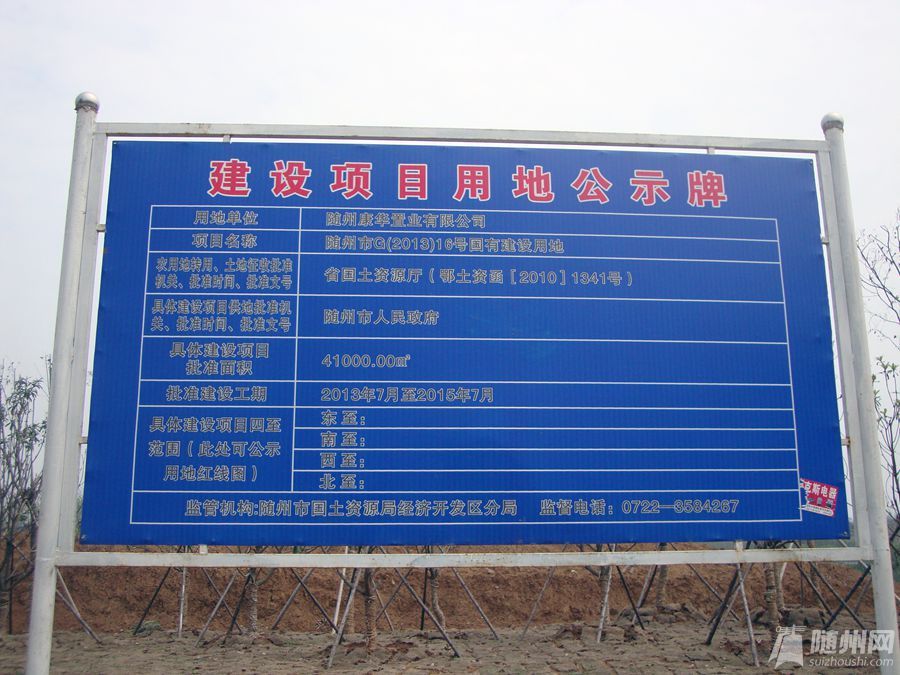 建设项目用地公示牌
用地单位 随州康华置业有限公司
项目名称 随州市G(2013)16号国有建设用地
农用地转用、土地征收批准
机关、批准时间、批准文号
省国土资源厅（鄂土资函［2010］1341号）
具体建设项目供地批准机
关、批准时间、批准文号
随州市人民政府
具体建设项目
批准面积
41000.00㎡
批准建设工期 2013年7月至2015年7月
具体建设项目四至
范围（此处可公示
用地红线图）
东至：
南至：
西至：
北至：
监管机构:随州市国土资源局经济开发区分局 监督电话：0722—3584267
克斯电器
随州网
suizhoushi.com